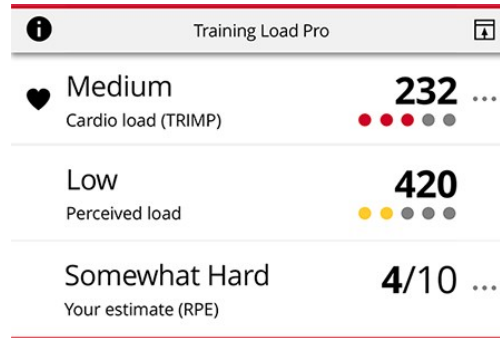 Training Load Pro
Medium
232
Cardio load (TRIMP)
Low
420
Perceived load
Somewhat Hard
4/10
Your estimate (RPE)